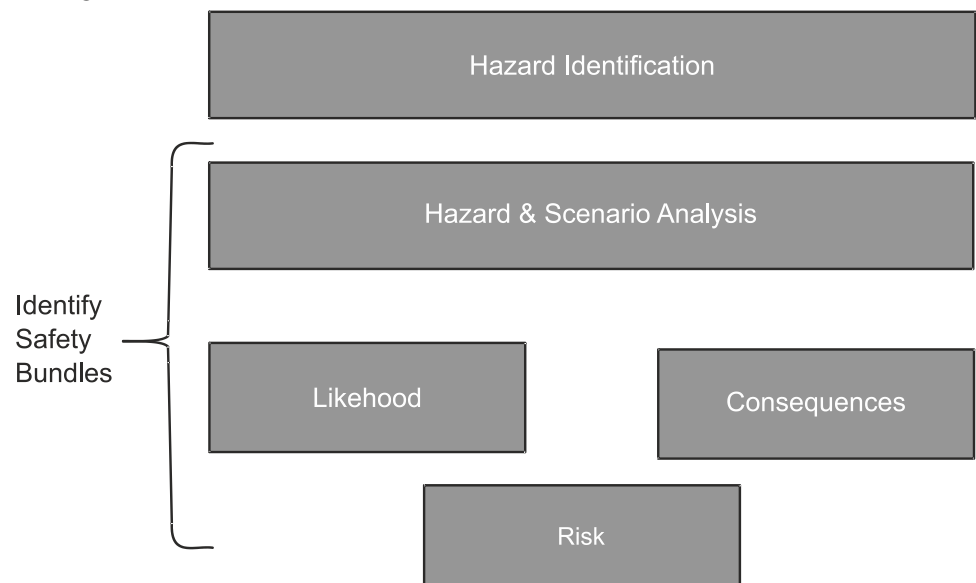 Hazard Identification
Hazard & Scenario Analysis
Identify
Safety
Bundles
Likehood
Consequences
Risk